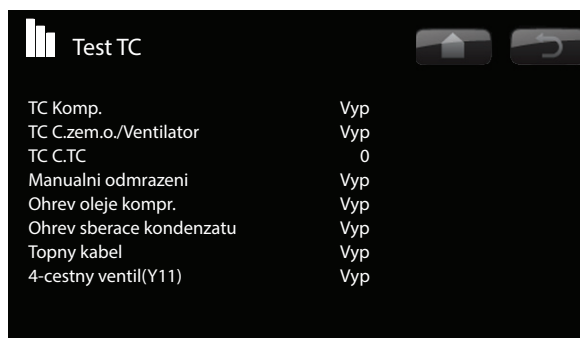 Test TC
TC Komp. Vyp
TC C.zem.o./Ventilator Vyp
TC C.TC 0
Manualni odmrazeni Vyp
Ohrev oleje kompr. Vyp
Ohrev sberace kondenzatu Vyp
Topny kabel Vyp
4-cestny ventil(Y11) Vyp